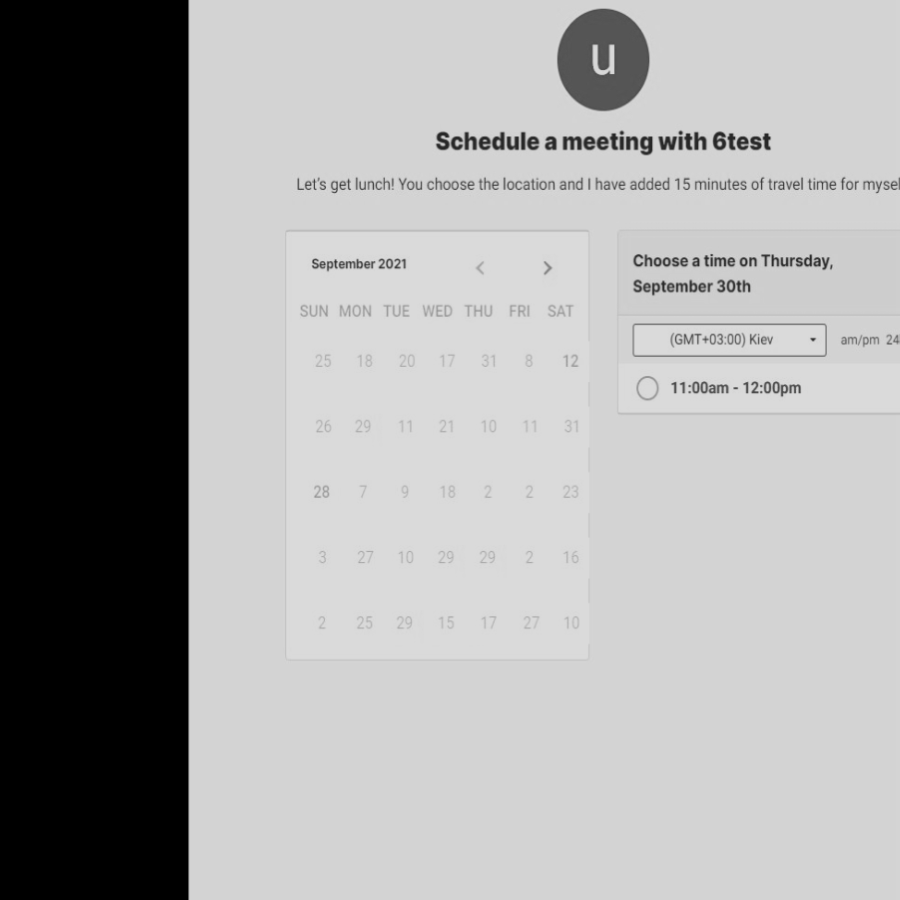 u
Schedule a meeting with 6test
Let's get lunch! You choose the location and I have added 15 minutes of travel time for mysel
September 2021
SUN MON TUE WED THU FRI SAT
25 18 20 17 31 8 12
26 29 11 21 10 11 31
28 7 9 18 2 2 23
3 27 10 29 29 2 16
2 25 29 15 17 27 10
Choose a time on Thursday,
September 30th
(GMT+03:00) Kiev am/pm 24
11:00am - 12:00pm